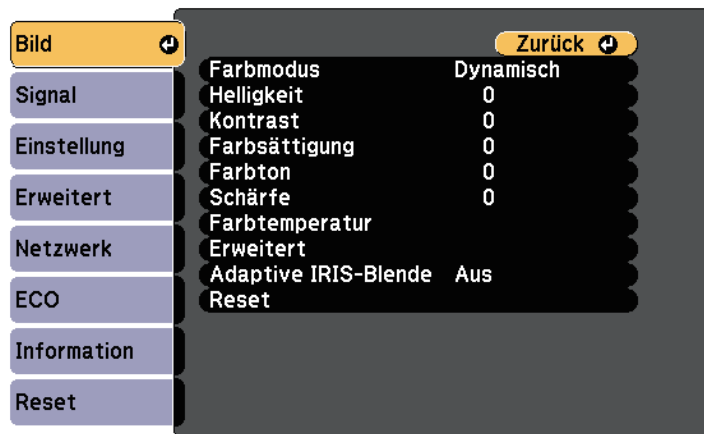 Bild
Signal
Einstellung
Erweitert
Netzwerk
ECO
Information
Reset
Zurück
Farbmodus Dynamisch
Helligkeit 0
Kontrast 0
Farbsättigung 0
Farbton 0
Schärfe 0
Farbtemperatur
Erweitert
Adaptive IRIS-Blende Aus
Reset